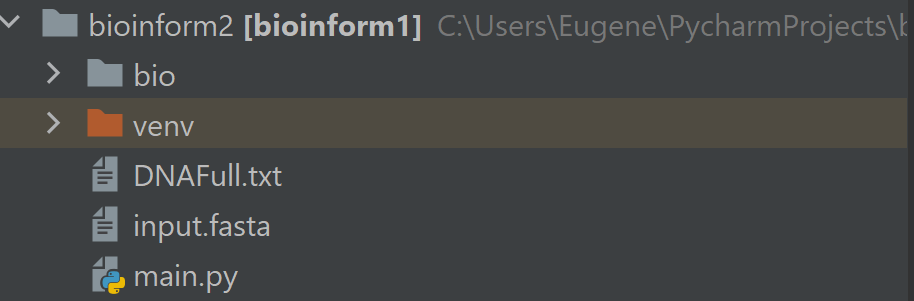 bioinform2 [bioinform1] C:\Users\Eugene\PycharmProjects\
bio
venv
DNAFull.txt
input.fasta
main.py